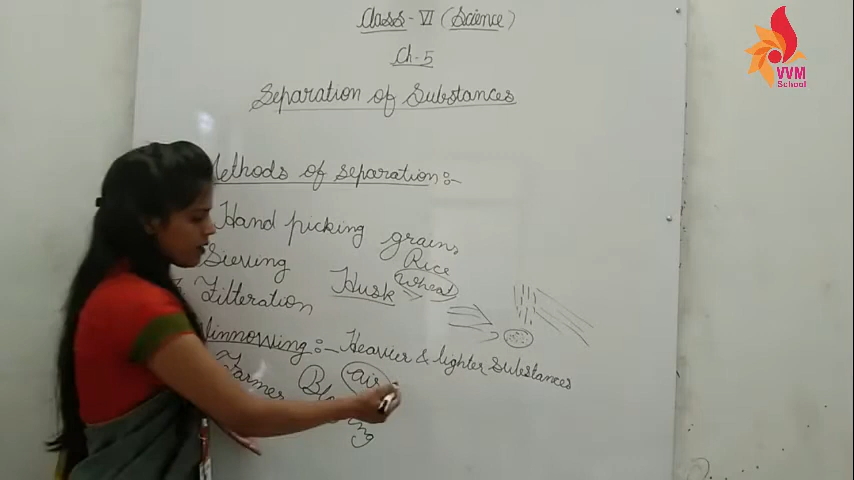 Class - VI (Science)
Ch-5
Separation of Substances
Methods of separation :-
Hand picking grains
Sieving Rice
Husk Wheat
Filteration
Winnowing :- Heavier & lighter Substances
Farmer air
VVM
School